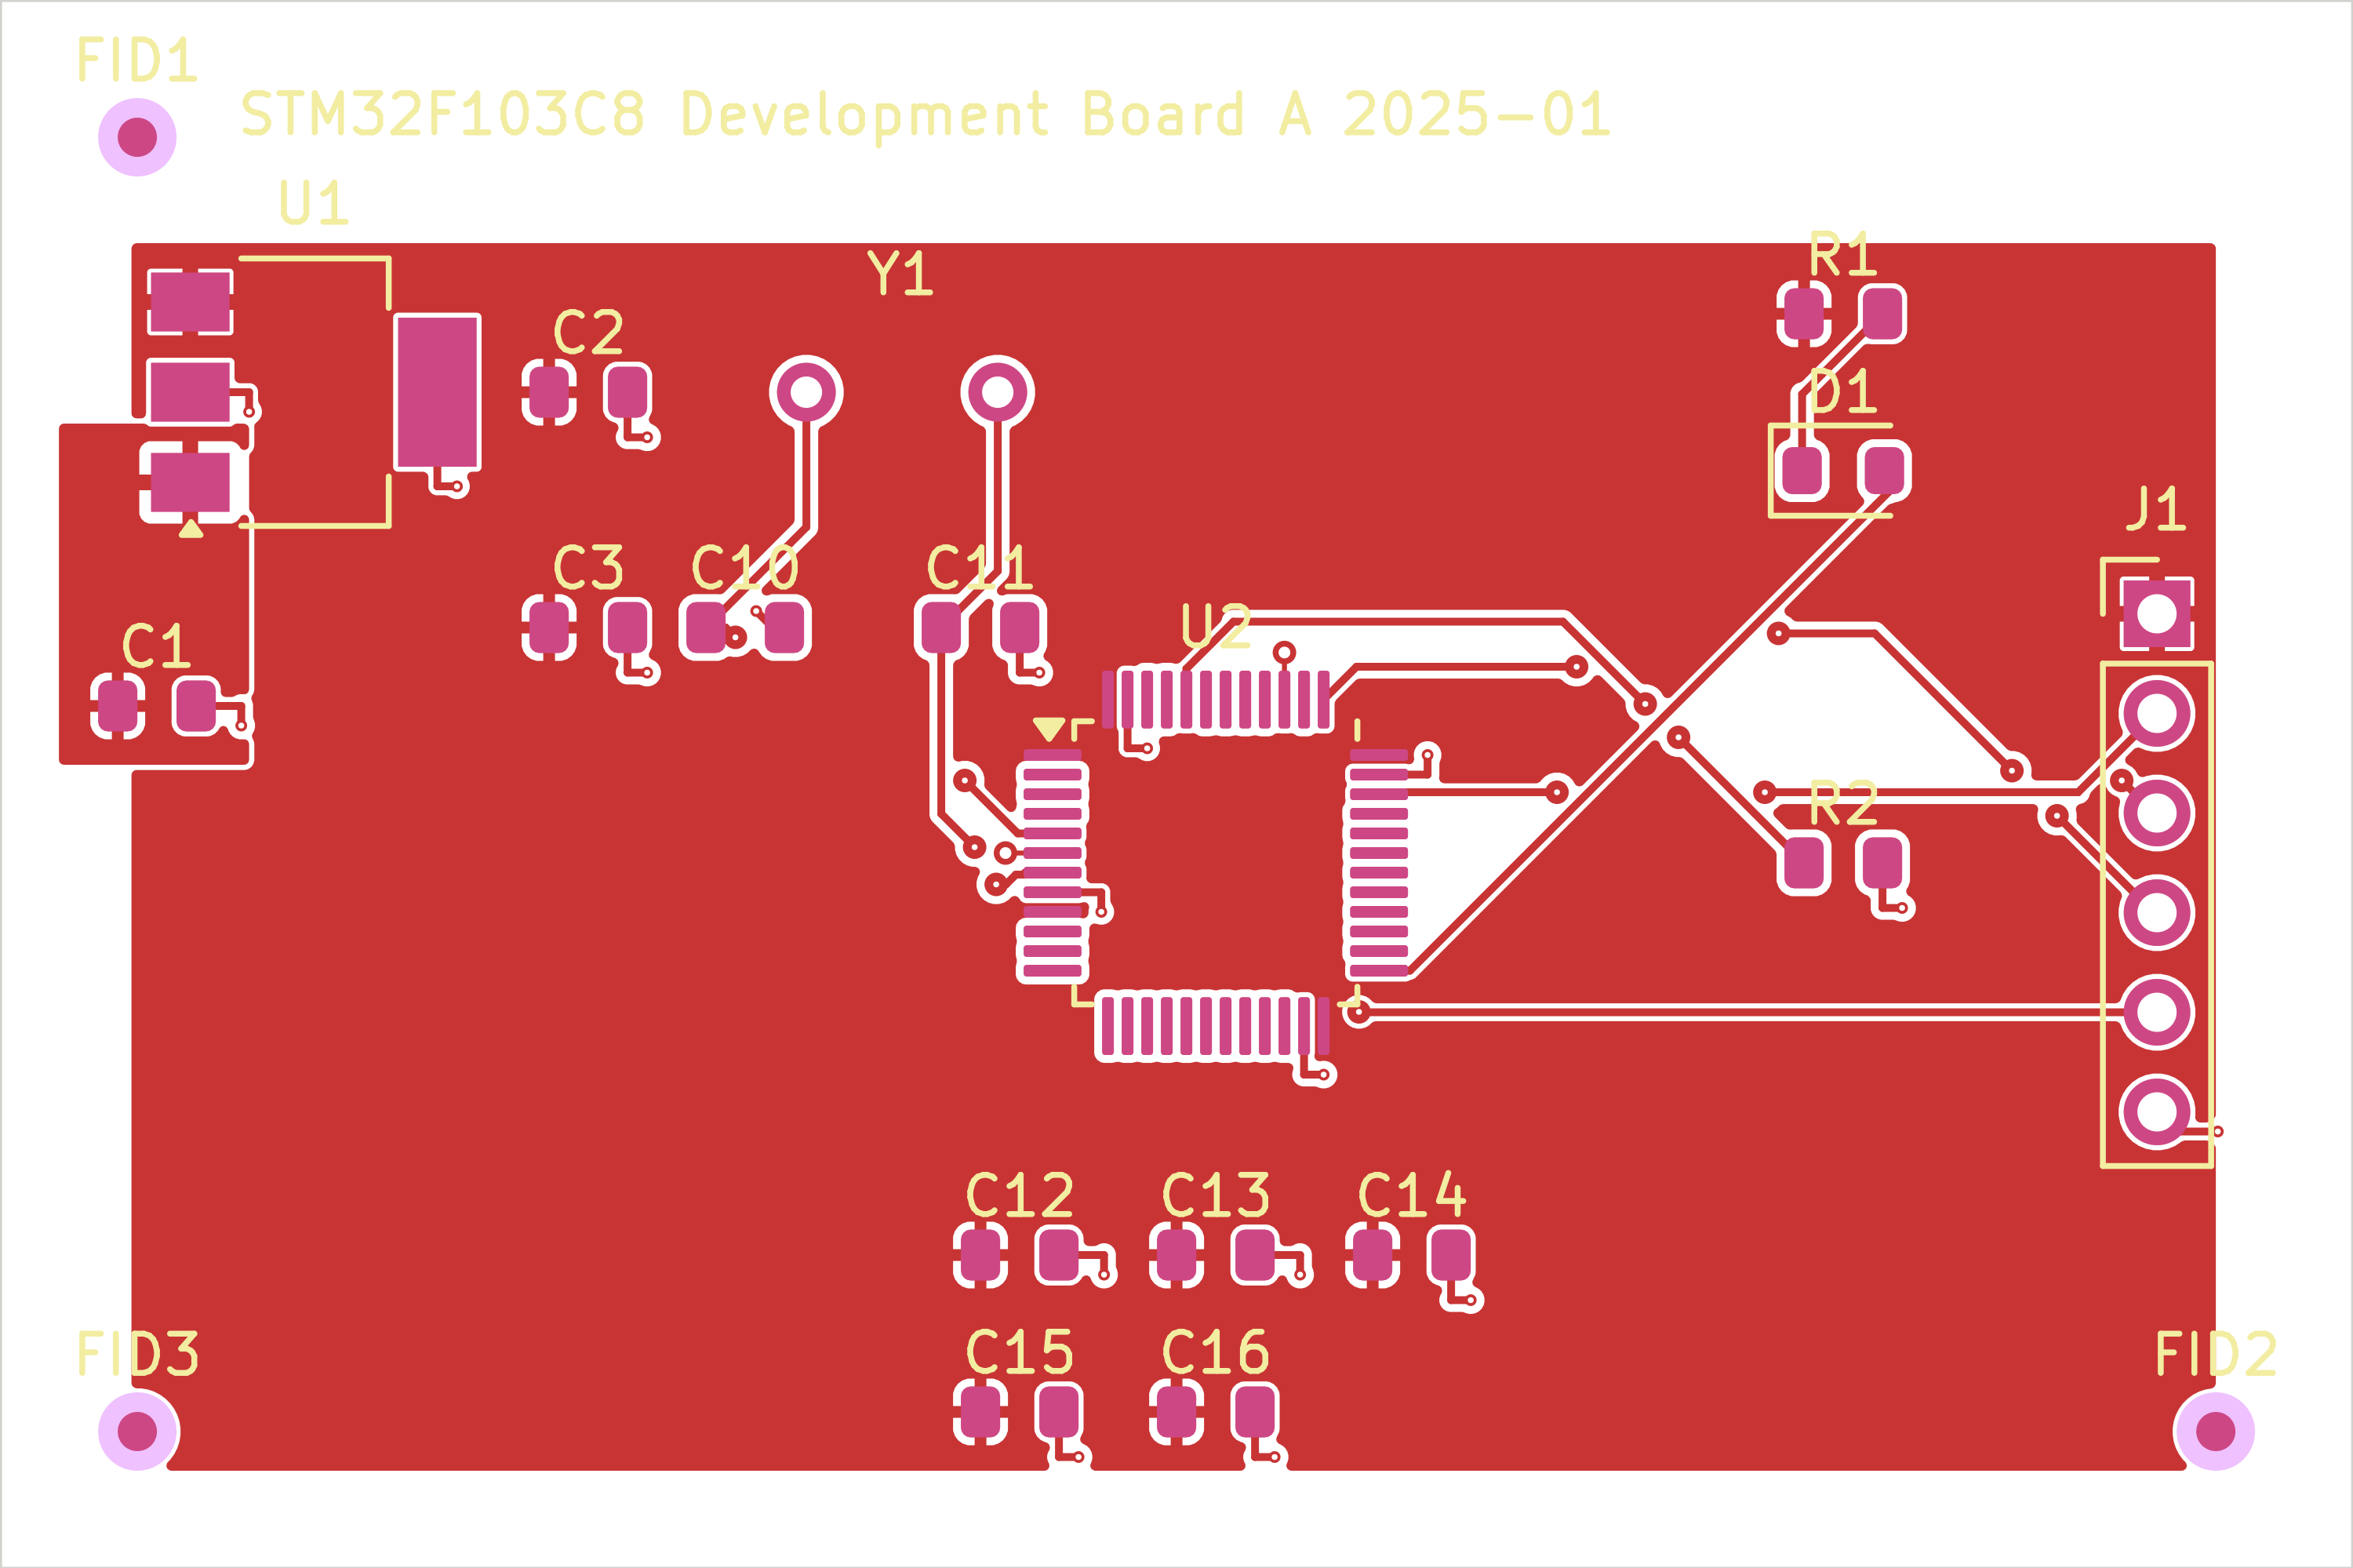 FID1
STM32F103C8 Development Board A 2025-01
U1
R1
Y1
C2
D1
J1
C3
C10
C11
U2
C1
R2
C12
C13
C14
C15
C16
FID3
FID2